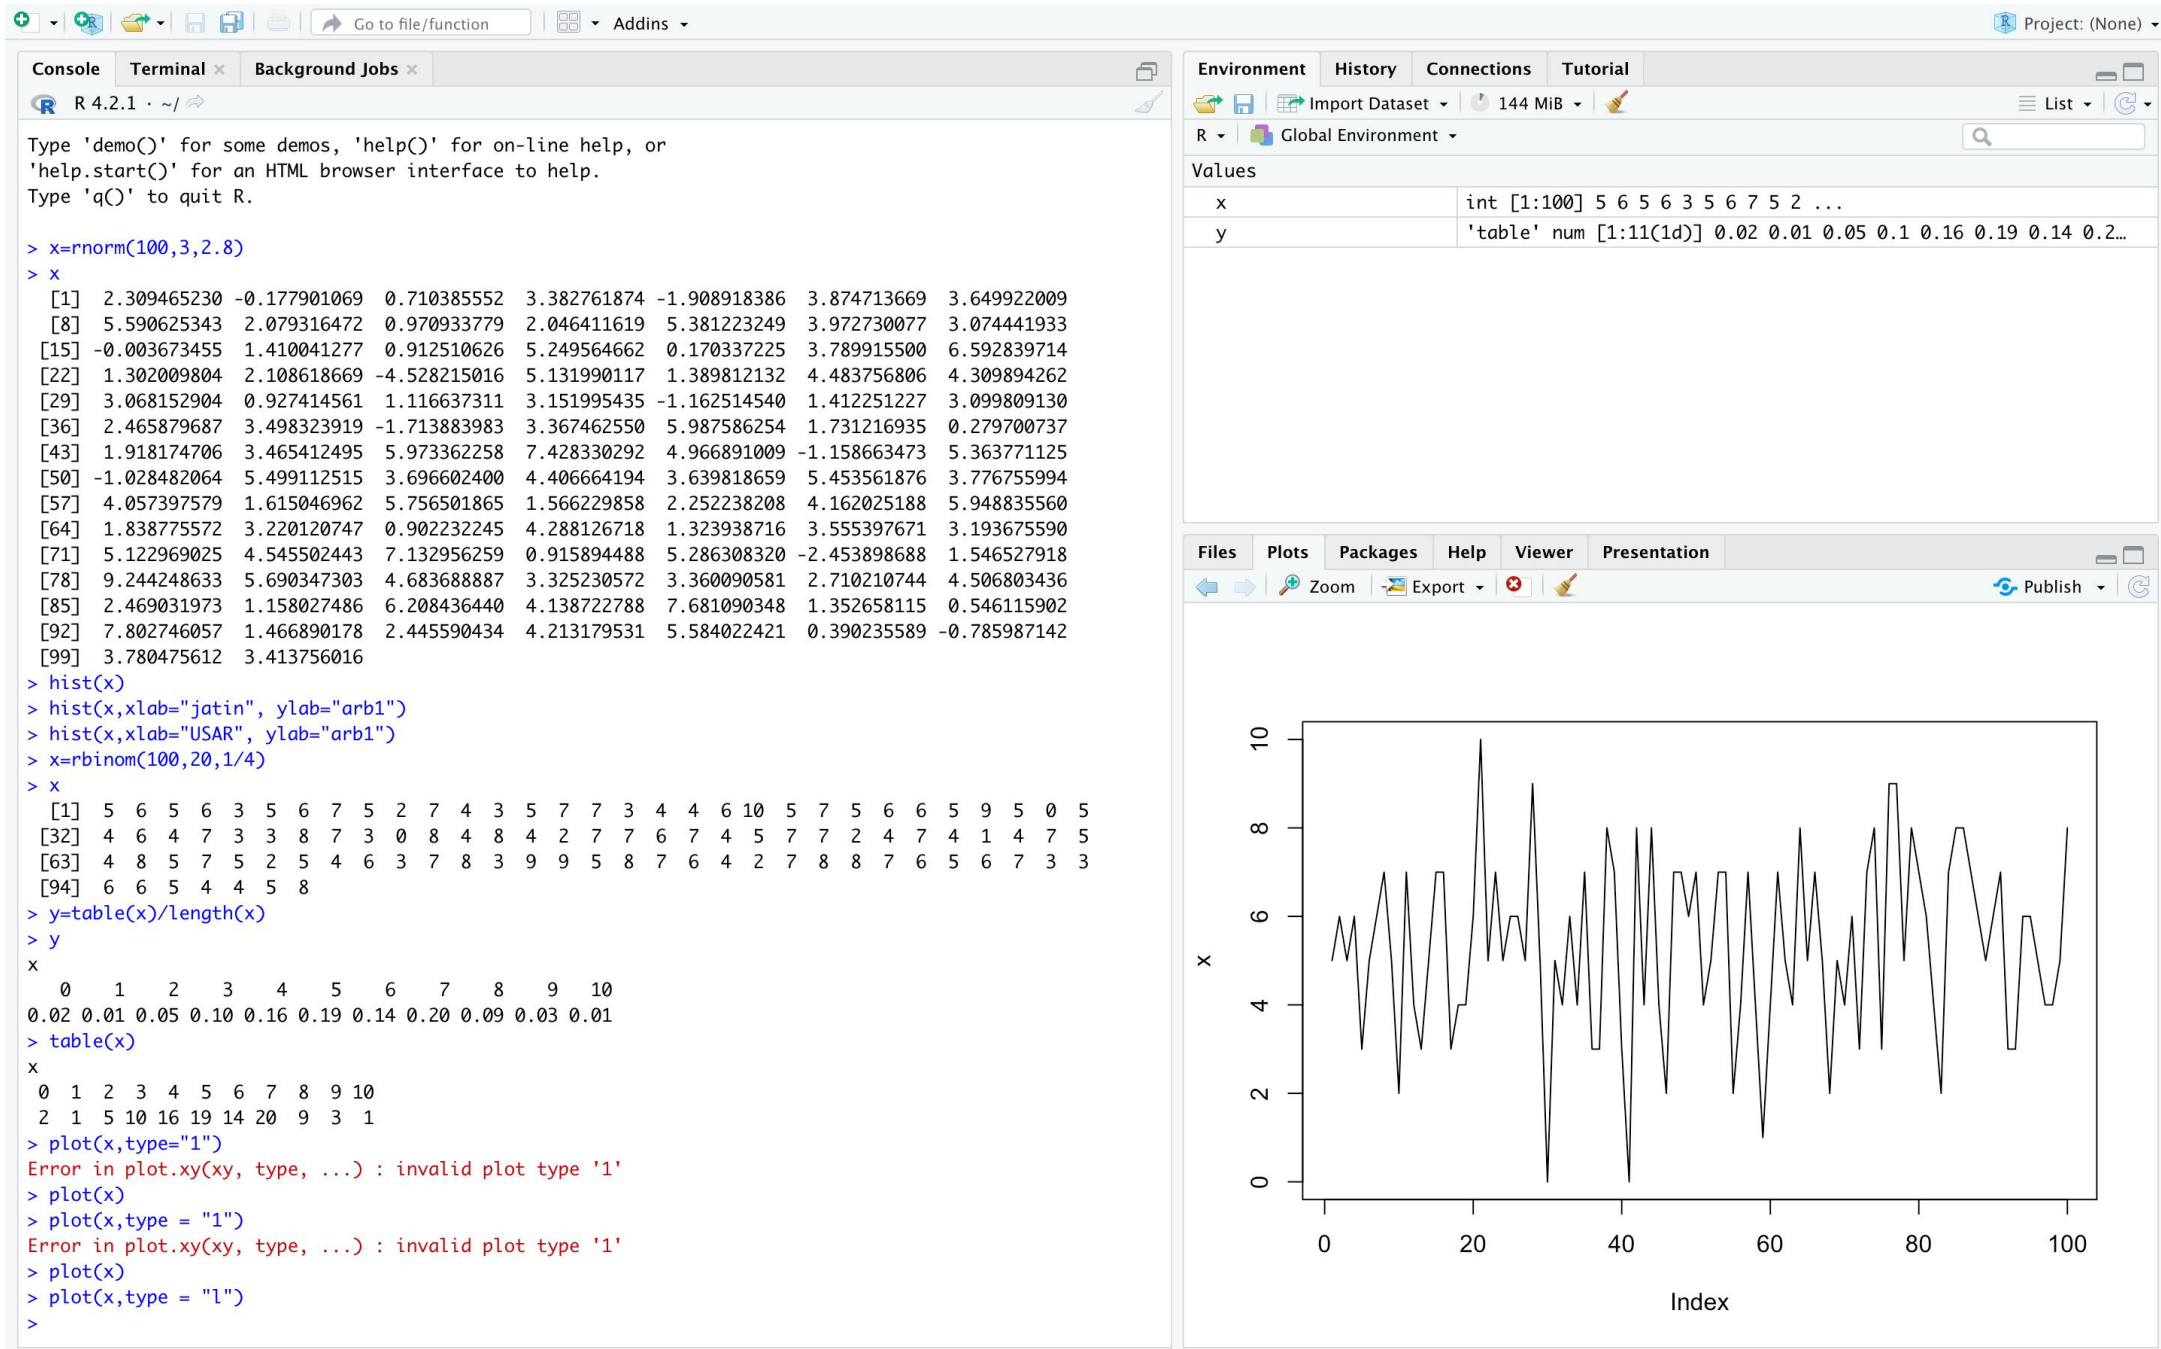 Go to file/function
Addins
Project: (None)
Console Terminal Background Jobs
R 4.2.1 · ~/
Type 'demo()' for some demos, 'help()' for on-line help, or
'help.start()' for an HTML browser interface to help.
Type 'q()' to quit R.
> x=rnorm(100,3,2.8)
> x
[1] 2.309465230 -0.177901069 0.710385552 3.382761874 -1.908918386 3.874713669 3.649922009
[8] 5.590625343 2.079316472 0.970933779 2.046411619 5.381223249 3.972730077 3.074441933
[15] -0.003673455 1.410041277 0.912510626 5.249564662 0.170337225 3.789915500 6.592839714
[22] 1.302009804 2.108618669 -4.528215016 5.131990117 1.389812132 4.483756806 4.309894262
[29] 3.068152904 0.927414561 1.116637311 3.151995435 -1.162514540 1.412251227 3.099809130
[36] 2.465879687 3.498323919 -1.713883983 3.367462550 5.987586254 1.731216935 0.279700737
[43] 1.918174706 3.465412495 5.973362258 7.428330292 4.966891009 -1.158663473 5.363771125
[50] -1.028482064 5.499112515 3.696602400 4.406664194 3.639818659 5.453561876 3.776755994
[57] 4.057397579 1.615046962 5.756501865 1.566229858 2.252238208 4.162025188 5.948835560
[64] 1.838775572 3.220120747 0.902232245 4.288126718 1.323938716 3.555397671 3.193675590
[71] 5.122969025 4.545502443 7.132956259 0.915894488 5.286308320 -2.453898688 1.546527918
[78] 9.244248633 5.690347303 4.683688887 3.325230572 3.360090581 2.710210744 4.506803436
[85] 2.469031973 1.158027486 6.208436440 4.138722788 7.681090348 1.352658115 0.546115902
[92] 7.802746057 1.466890178 2.445590434 4.213179531 5.584022421 0.390235589 -0.785987142
[99] 3.780475612 3.413756016
> hist(x)
> hist(x,xlab="jatin", ylab="arb1")
> hist(x,xlab="USAR", ylab="arb1")
> x=rbinom(100,20,1/4)
> x
[1] 5 6 5 6 3 5 6 7 5 2 7 4 3 5 7 7 3 4 4 6 10 5 7 5 6 6 5 9 5 0 5
[32] 4 6 4 7 3 3 8 7 3 0 8 4 8 4 2 7 7 6 7 4 5 7 7 2 4 7 4 1 4 7 5
[63] 4 8 5 7 5 2 5 4 6 3 7 8 3 9 9 5 8 7 6 4 2 7 8 8 7 6 5 6 7 3 3
[94] 6 6 5 4 4 5 8
> y=table(x)/length(x)
> y
x
0 1 2 3 4 5 6 7 8 9 10
0.02 0.01 0.05 0.10 0.16 0.19 0.14 0.20 0.09 0.03 0.01
> table(x)
x
0 1 2 3 4 5 6 7 8 9 10
2 1 5 10 16 19 14 20 9 3 1
> plot(x,type="1")
Error in plot.xy(xy, type, ...) : invalid plot type '1'
> plot(x)
> plot(x,type = "1")
Error in plot.xy(xy, type, ...) : invalid plot type '1'
> plot(x)
> plot(x,type = "l")
>
Environment History Connections Tutorial
Import Dataset 144 MiB List
R Global Environment
Values
x int [1:100] 5 6 5 6 3 5 6 7 5 2 ...
y 'table' num [1:11(1d)] 0.02 0.01 0.05 0.1 0.16 0.19 0.14 0.2…
Files Plots Packages Help Viewer Presentation
Zoom Export Publish
10
8
6
4
2
0
x
0 20 40 60 80 100
Index